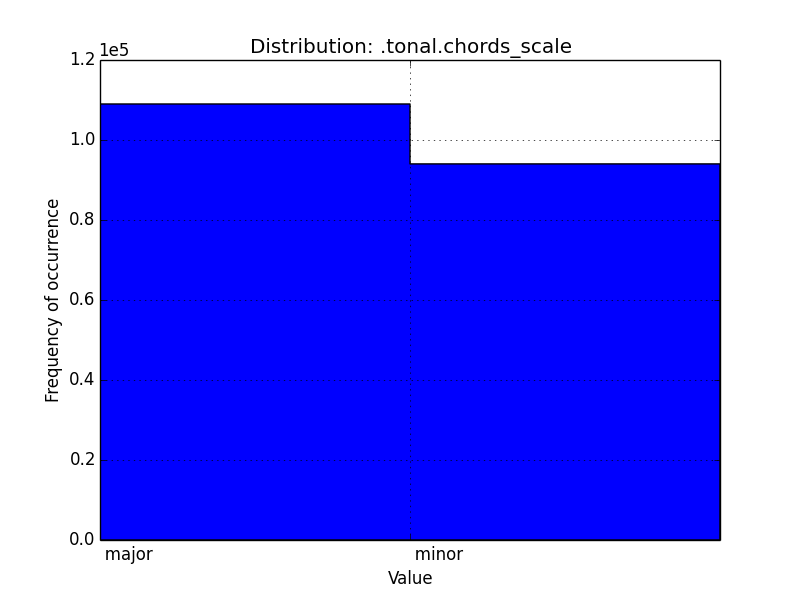 Distribution: .tonal.chords_scale
1e5
1.2
1.0
0.8
0.6
0.4
0.2
0.0
Frequency of occurrence
major minor
Value